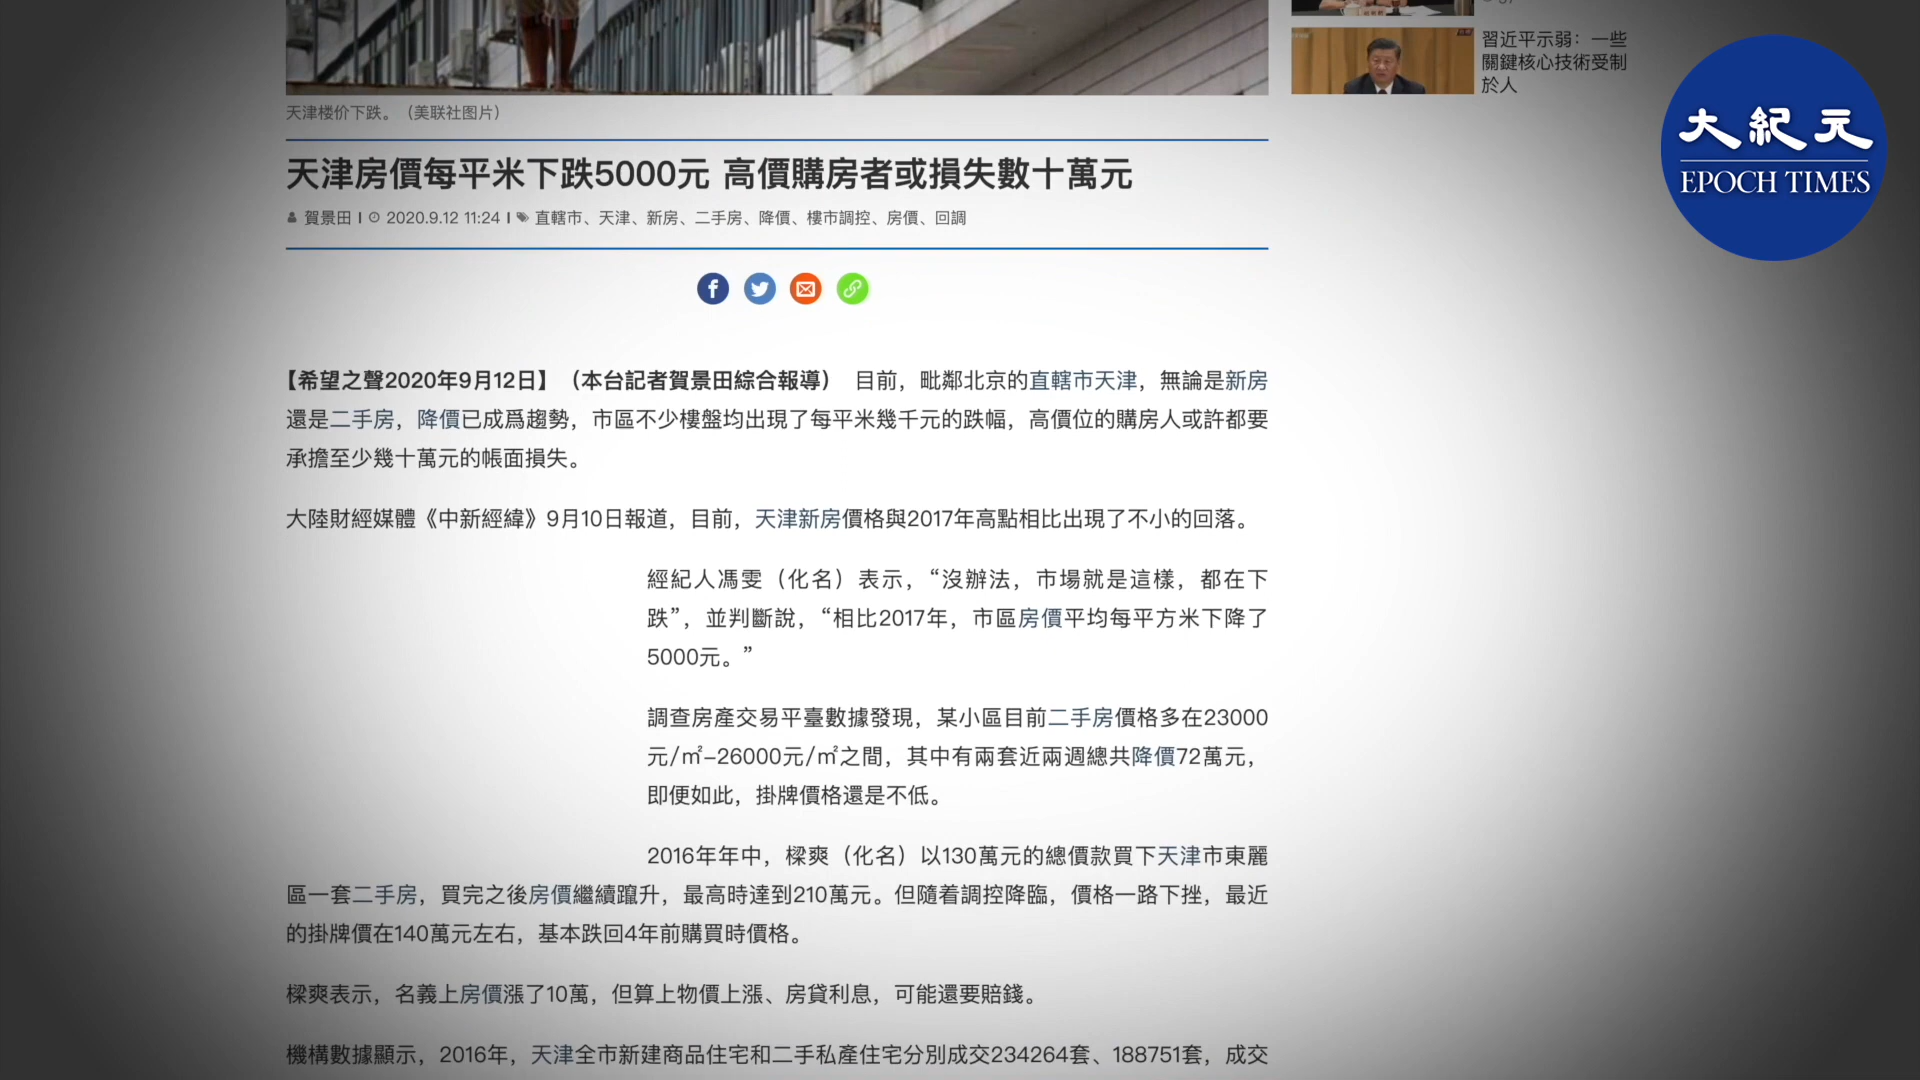 天津楼价下跌。（美联社图片）
天津房價每平米下跌5000元 高價購房者或損失數十萬元
賀景田 | 2020.9.12 11:24 | 直轄市、天津、新房、二手房、降價、樓市調控、房價、回調
【希望之聲2020年9月12日】（本台記者賀景田綜合報導） 目前，毗鄰北京的直轄市天津，無論是新房
還是二手房，降價已成爲趨勢，市區不少樓盤均出現了每平米幾千元的跌幅，高價位的購房人或許都要
承擔至少幾十萬元的帳面損失。
大陸財經媒體《中新經緯》9月10日報道，目前，天津新房價格與2017年高點相比出現了不小的回落。
經紀人馮雯（化名）表示，“沒辦法，市場就是這樣，都在下
跌”，並判斷說，“相比2017年，市區房價平均每平方米下降了
5000元。”
調查房產交易平臺數據發現，某小區目前二手房價格多在23000
元/㎡-26000元/㎡之間，其中有兩套近兩週總共降價72萬元，
即便如此，掛牌價格還是不低。
2016年年中，樑爽（化名）以130萬元的總價款買下天津市東麗
區一套二手房，買完之後房價繼續躥升，最高時達到210萬元。但隨着調控降臨，價格一路下挫，最近
的掛牌價在140萬元左右，基本跌回4年前購買時價格。
樑爽表示，名義上房價漲了10萬，但算上物價上漲、房貸利息，可能還要賠錢。
機構數據顯示，2016年，天津全市新建商品住宅和二手私產住宅分別成交234264套、188751套，成交
習近平示弱：一些
關鍵核心技術受制
於人
大紀元
EPOCH TIMES